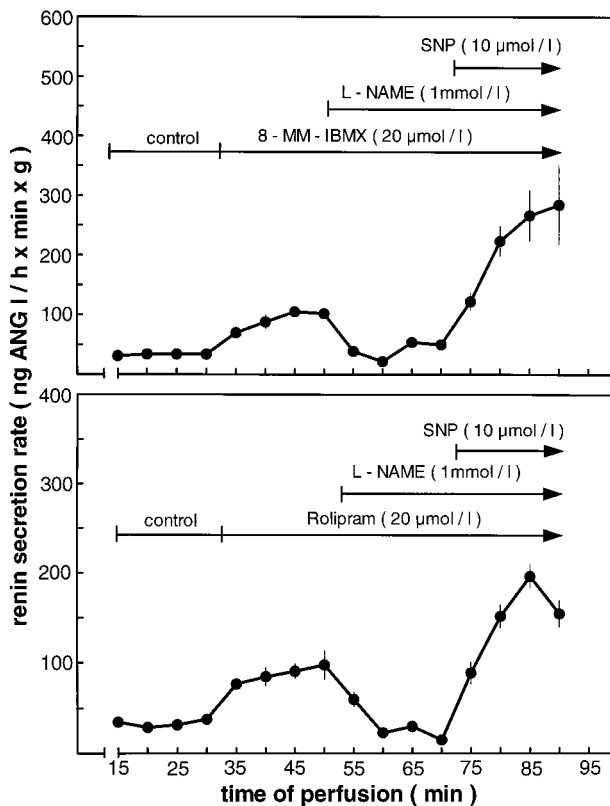 600
500
400
300
200
100
SNP ( 10 µmol / l )
L - NAME ( 1mmol / l )
control
8 - MM - IBMX ( 20 µmol / l )
renin secretion rate ( ng ANG I / h x min x g )
400
300
200
100
SNP ( 10 µmol / l )
L - NAME ( 1mmol / l )
control
Rolipram ( 20 µmol / l )
15 25 35 45 55 65 75 85 95
time of perfusion ( min )